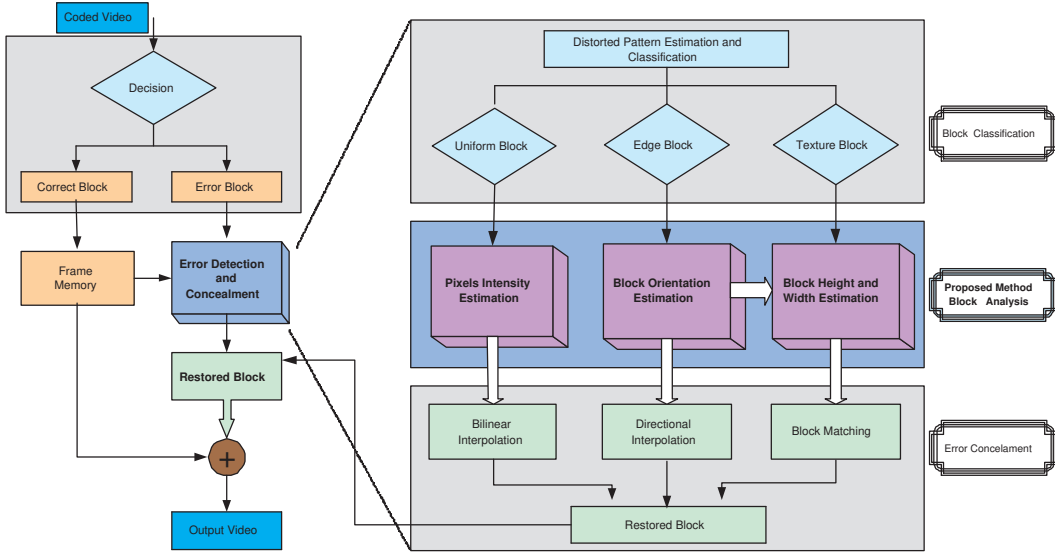 Coded Video
Decision
Correct Block
Error Block
Frame
Memory
Error Detection
and
Concealment
Restored Block
+
Output Video
Distorted Pattern Estimation and
Classification
Uniform Block
Edge Block
Texture Block
Block Classification
Pixels Intensity
Estimation
Block Orientation
Estimation
Block Height and
Width Estimation
Proposed Method
Block Analysis
Bilinear
Interpolation
Directional
Interpolation
Block Matching
Error Concelament
Restored Block